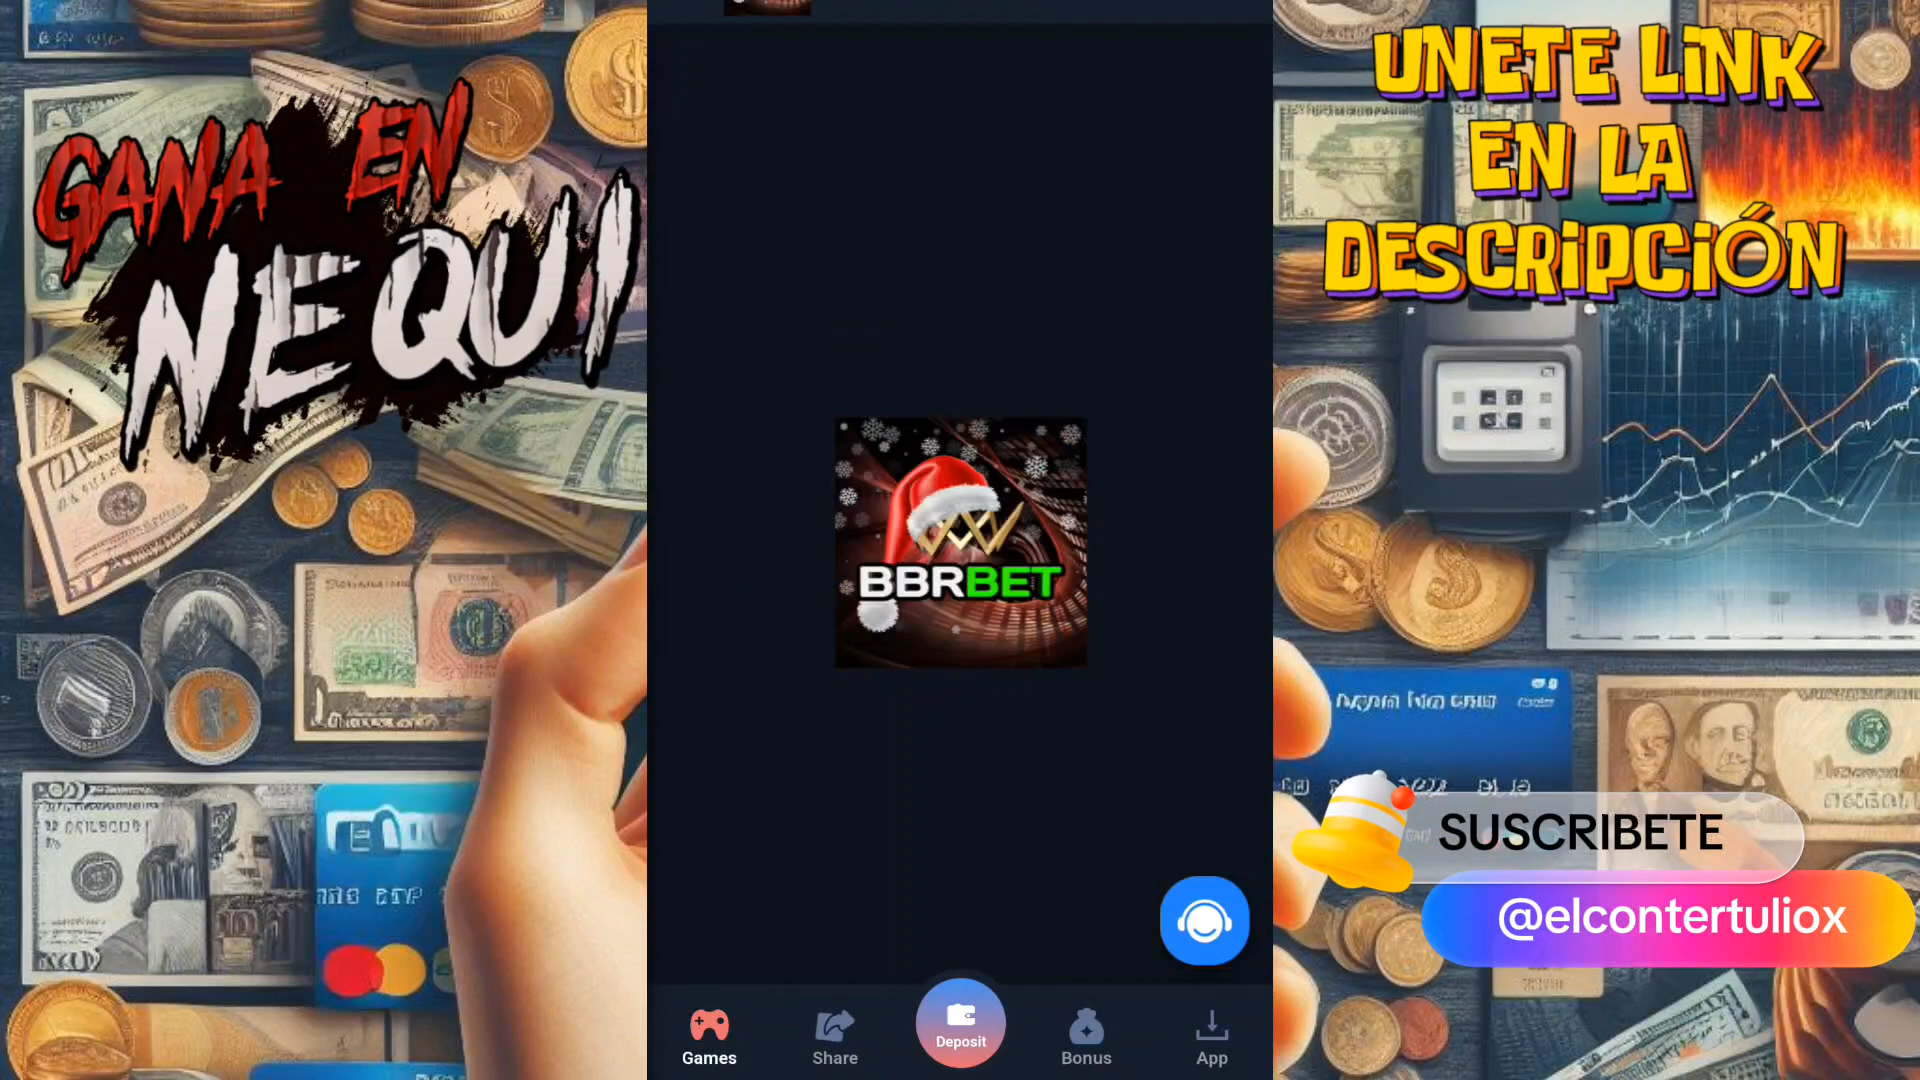 GANA EN
NEQUI
BBRBET
Games
Share
Deposit
Bonus
App
UNETE LINK
EN LA
DESCRIPCIÓN
SUSCRIBETE
@elcontertuliox